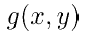 g(x, y)